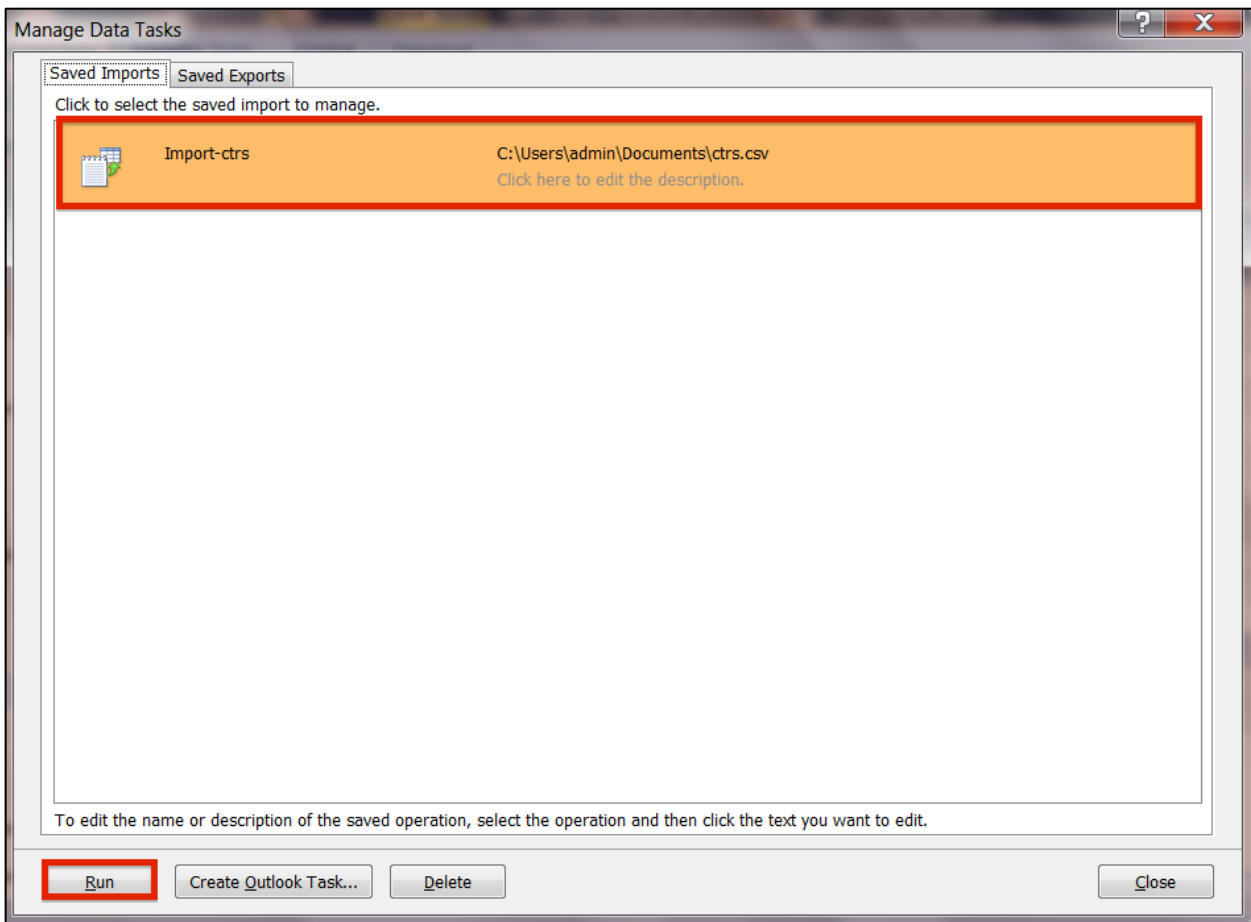 Manage Data Tasks
?
X
Saved Imports
Saved Exports
Click to select the saved import to manage.
Import-ctrs
C:\Users\admin\Documents\ctrs.csv
Click here to edit the description.
To edit the name or description of the saved operation, select the operation and then click the text you want to edit.
Run
Create Outlook Task...
Delete
Close